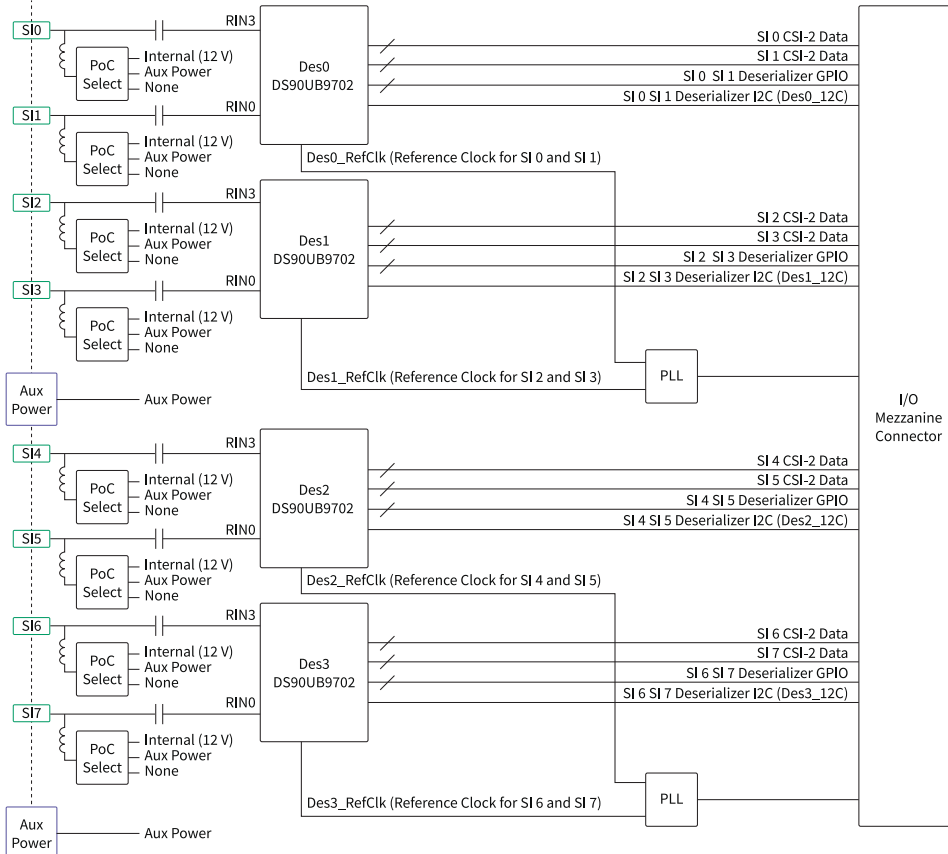 SI0
RIN3
PoC
Select
Internal (12 V)
Aux Power
None
SI1
RIN0
PoC
Select
Internal (12 V)
Aux Power
None
Des0
DS90UB9702
SI 0 CSI-2 Data
SI 1 CSI-2 Data
SI 0 SI 1 Deserializer GPIO
SI 0 SI 1 Deserializer I2C (Des0_12C)
Des0_RefClk (Reference Clock for SI 0 and SI 1)
SI2
RIN3
PoC
Select
Internal (12 V)
Aux Power
None
SI3
RIN0
PoC
Select
Internal (12 V)
Aux Power
None
Des1
DS90UB9702
SI 2 CSI-2 Data
SI 3 CSI-2 Data
SI 2 SI 3 Deserializer GPIO
SI 2 SI 3 Deserializer I2C (Des1_12C)
Des1_RefClk (Reference Clock for SI 2 and SI 3)
PLL
Aux
Power
Aux Power
I/O
Mezzanine
Connector
SI4
RIN3
PoC
Select
Internal (12 V)
Aux Power
None
SI5
RIN0
PoC
Select
Internal (12 V)
Aux Power
None
Des2
DS90UB9702
SI 4 CSI-2 Data
SI 5 CSI-2 Data
SI 4 SI 5 Deserializer GPIO
SI 4 SI 5 Deserializer I2C (Des2_12C)
Des2_RefClk (Reference Clock for SI 4 and SI 5)
SI6
RIN3
PoC
Select
Internal (12 V)
Aux Power
None
SI7
RIN0
PoC
Select
Internal (12 V)
Aux Power
None
Des3
DS90UB9702
SI 6 CSI-2 Data
SI 7 CSI-2 Data
SI 6 SI 7 Deserializer GPIO
SI 6 SI 7 Deserializer I2C (Des3_12C)
Des3_RefClk (Reference Clock for SI 6 and SI 7)
PLL
Aux
Power
Aux Power